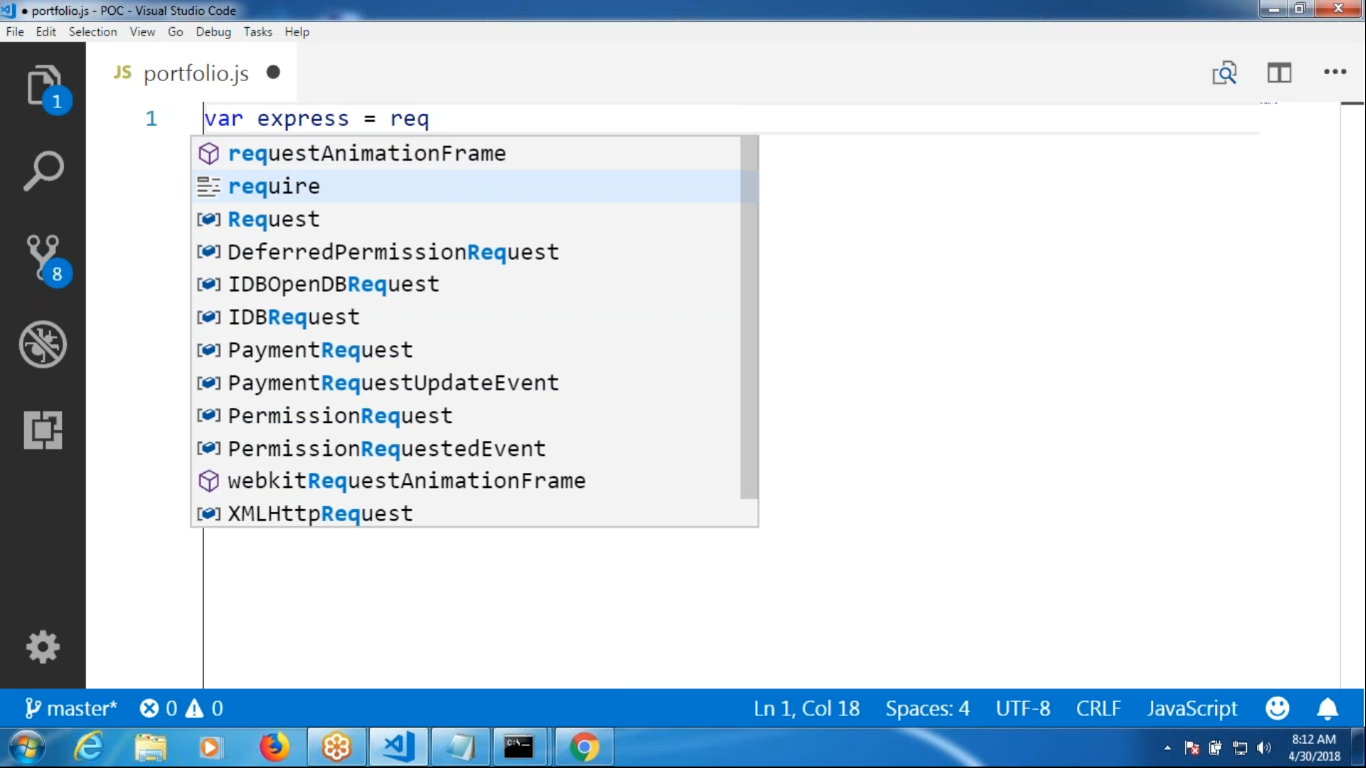 ● portfolio.js - POC - Visual Studio Code
File Edit Selection View Go Debug Tasks Help
JS portfolio.js ●
1
1 var express = req
requestAnimationFrame
require
Request
DeferredPermissionRequest
8
IDBOpenDBRequest
IDBRequest
PaymentRequest
PaymentRequestUpdateEvent
PermissionRequest
PermissionRequestedEvent
webkitRequestAnimationFrame
XMLHttpRequest
master* 0 0 Ln 1, Col 18 Spaces: 4 UTF-8 CRLF JavaScript
8:12 AM
4/30/2018